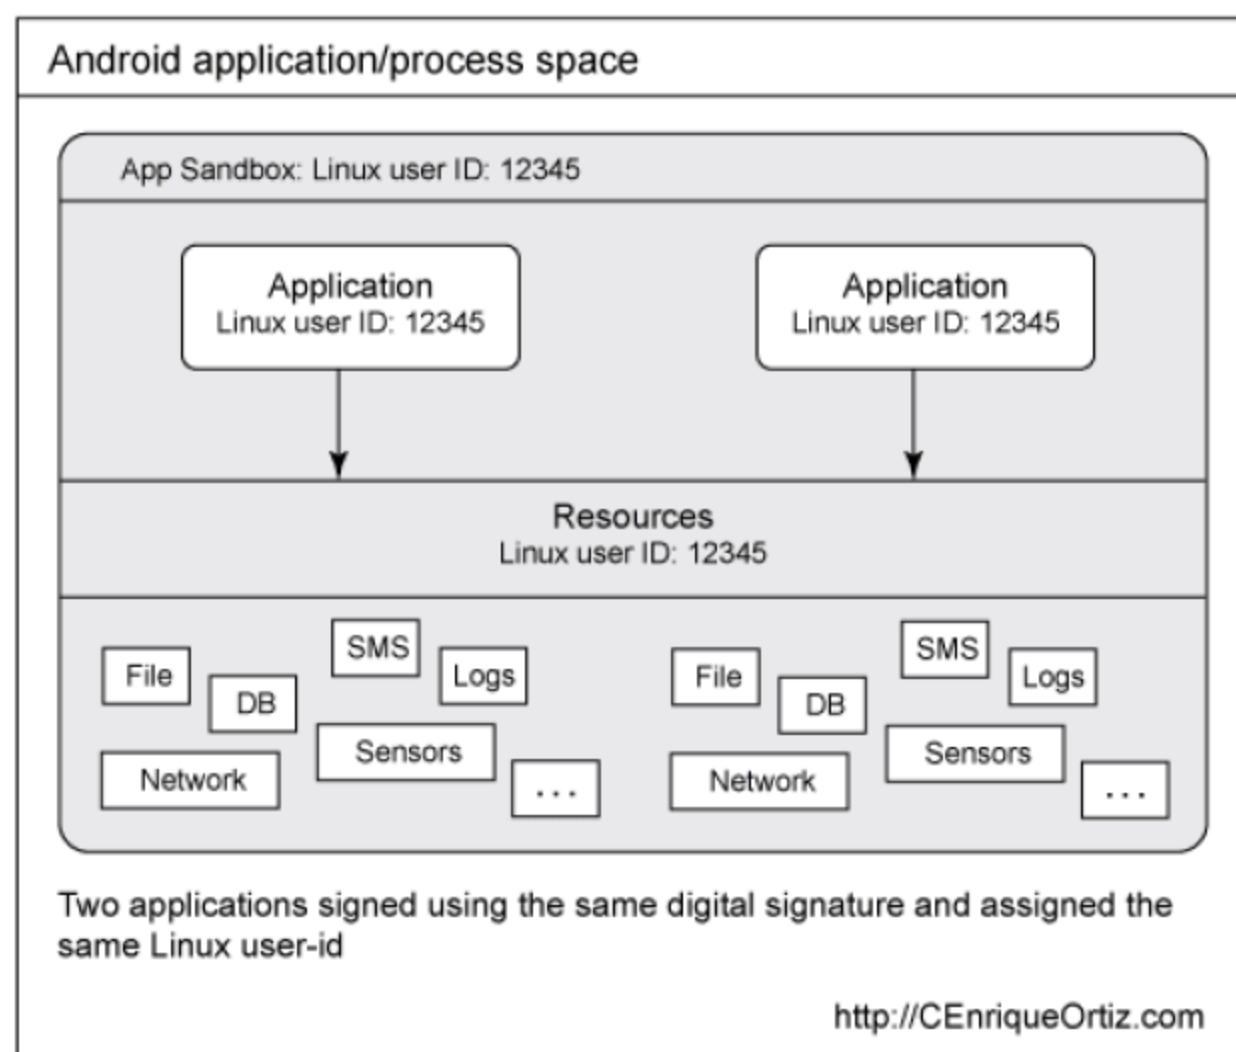 Android application/process space
App Sandbox: Linux user ID: 12345
Application
Linux user ID: 12345
Application
Linux user ID: 12345
Resources
Linux user ID: 12345
File
DB
SMS
Logs
Network
Sensors
...
File
DB
SMS
Logs
Network
Sensors
...
Two applications signed using the same digital signature and assigned the
same Linux user-id
http://CEnriqueOrtiz.com